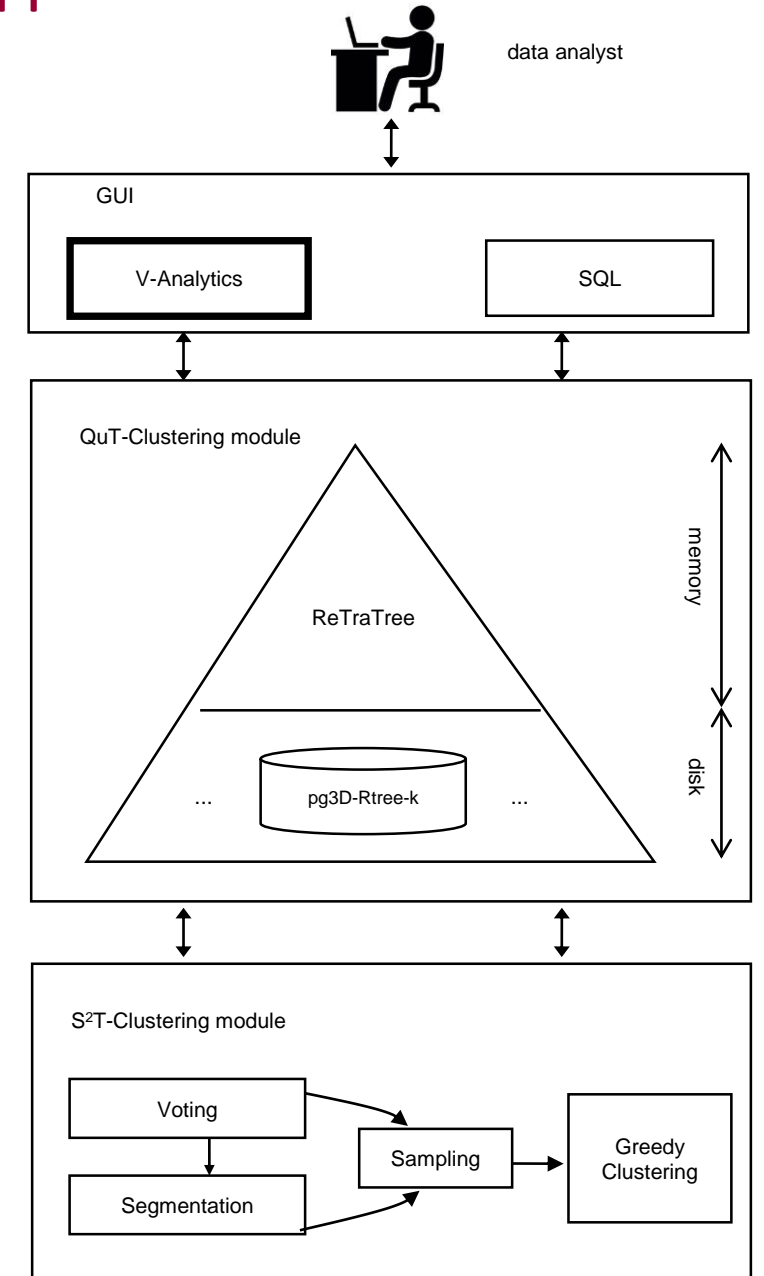 data analyst
GUI
V-Analytics
SQL
QuT-Clustering module
memory
ReTraTree
disk
... pg3D-Rtree-k ...
S²T-Clustering module
Voting
Sampling
Greedy
Clustering
Segmentation